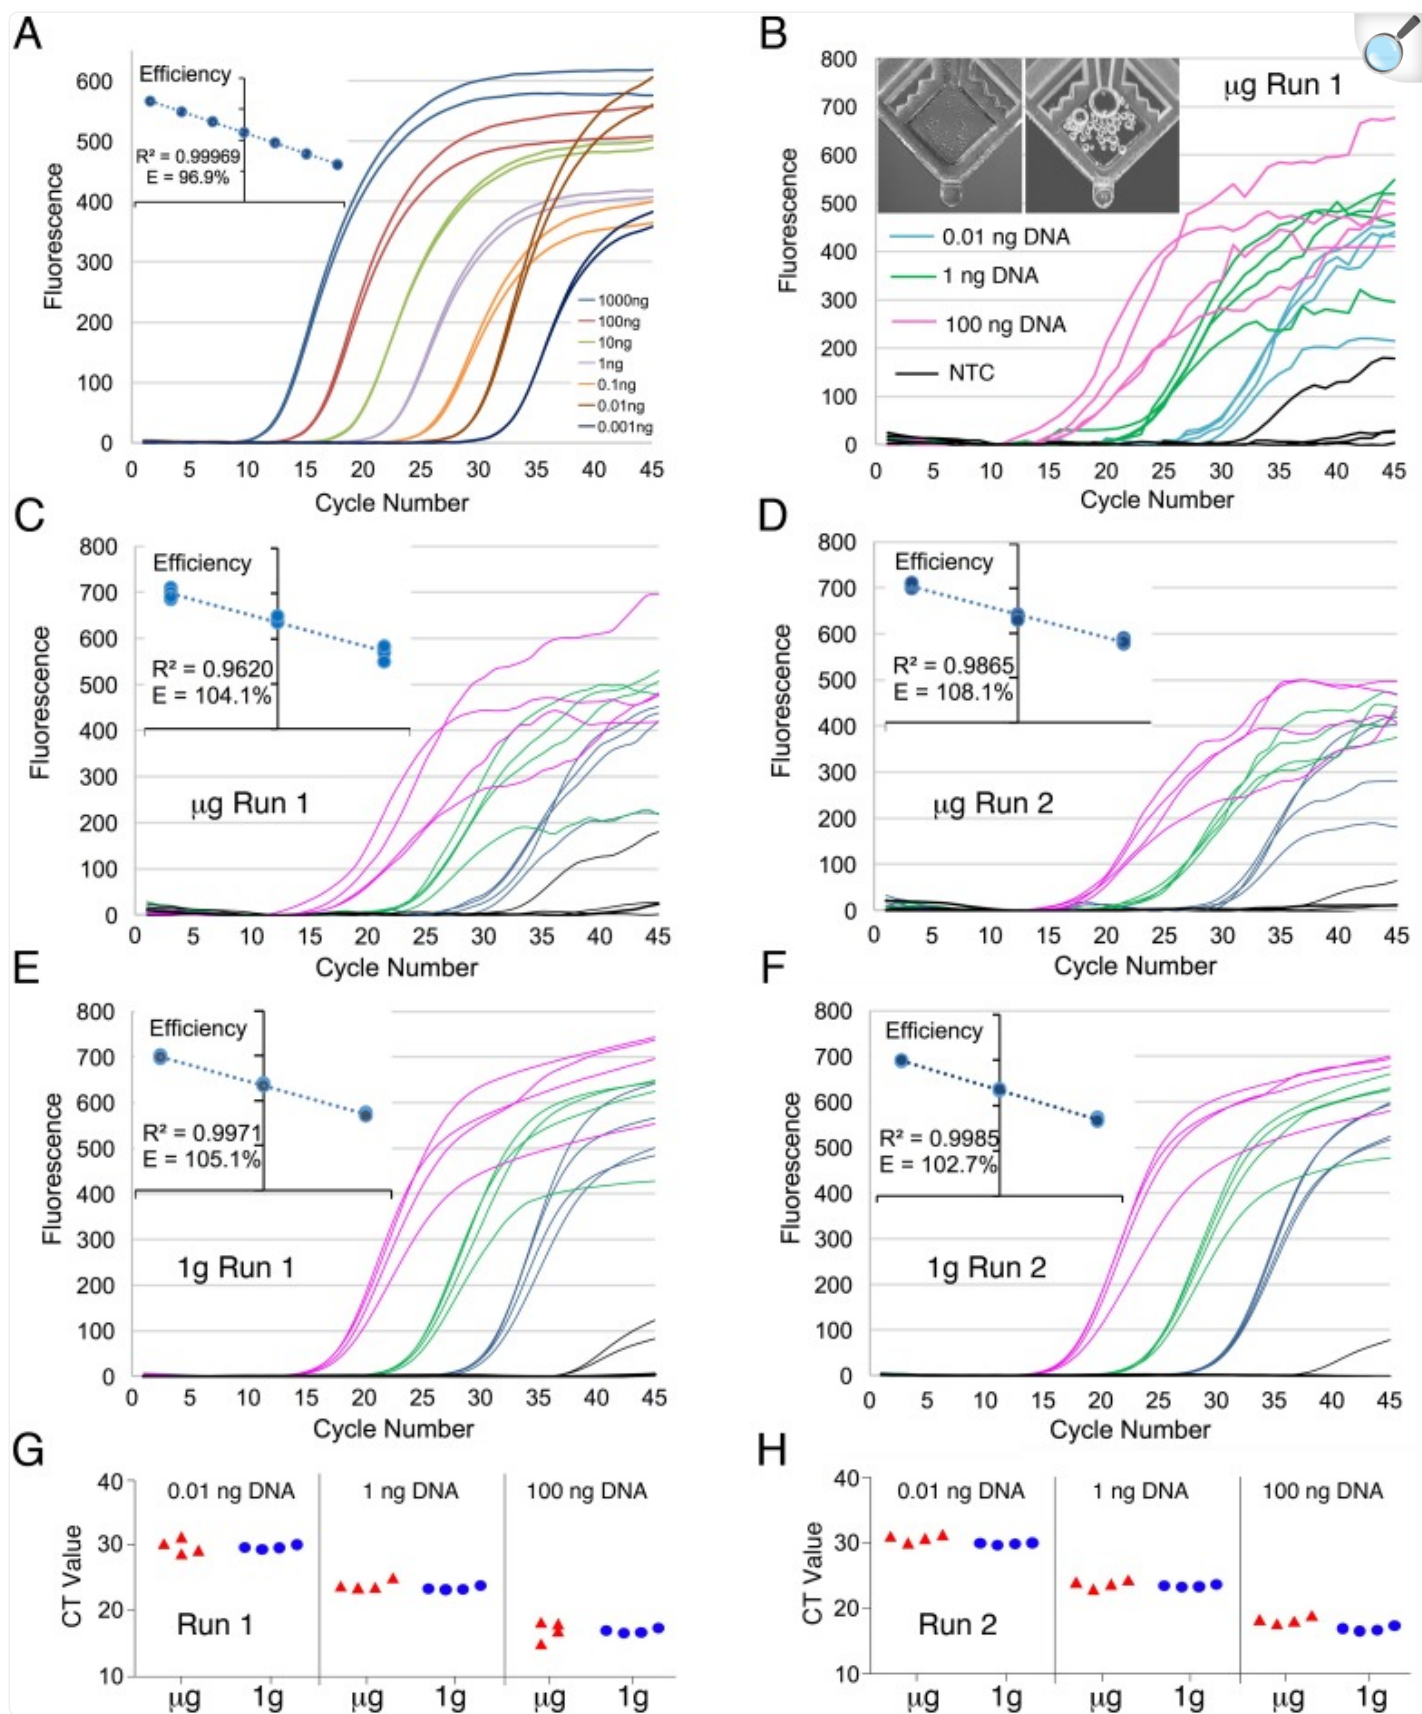 A
Efficiency
R² = 0.99969
E = 96.9%
600
500
400
300
200
100
0
Fluorescence
1000ng
100ng
10ng
1ng
0.1ng
0.01ng
0.001ng
0 5 10 15 20 25 30 35 40 45
Cycle Number
B
μg Run 1
800
700
600
500
400
300
200
100
0
Fluorescence
0.01 ng DNA
1 ng DNA
100 ng DNA
NTC
0 5 10 15 20 25 30 35 40 45
Cycle Number
C
Efficiency
R² = 0.9620
E = 104.1%
800
700
600
500
400
300
200
100
0
Fluorescence
μg Run 1
0 5 10 15 20 25 30 35 40 45
Cycle Number
D
Efficiency
R² = 0.9865
E = 108.1%
800
700
600
500
400
300
200
100
0
Fluorescence
μg Run 2
0 5 10 15 20 25 30 35 40 45
Cycle Number
E
Efficiency
R² = 0.9971
E = 105.1%
800
700
600
500
400
300
200
100
0
Fluorescence
1g Run 1
0 5 10 15 20 25 30 35 40 45
Cycle Number
F
Efficiency
R² = 0.9985
E = 102.7%
800
700
600
500
400
300
200
100
0
Fluorescence
1g Run 2
0 5 10 15 20 25 30 35 40 45
Cycle Number
G
40
30
20
10
CT Value
0.01 ng DNA 1 ng DNA 100 ng DNA
Run 1
μg 1g μg 1g μg 1g
H
40
30
20
10
CT Value
0.01 ng DNA 1 ng DNA 100 ng DNA
Run 2
μg 1g μg 1g μg 1g